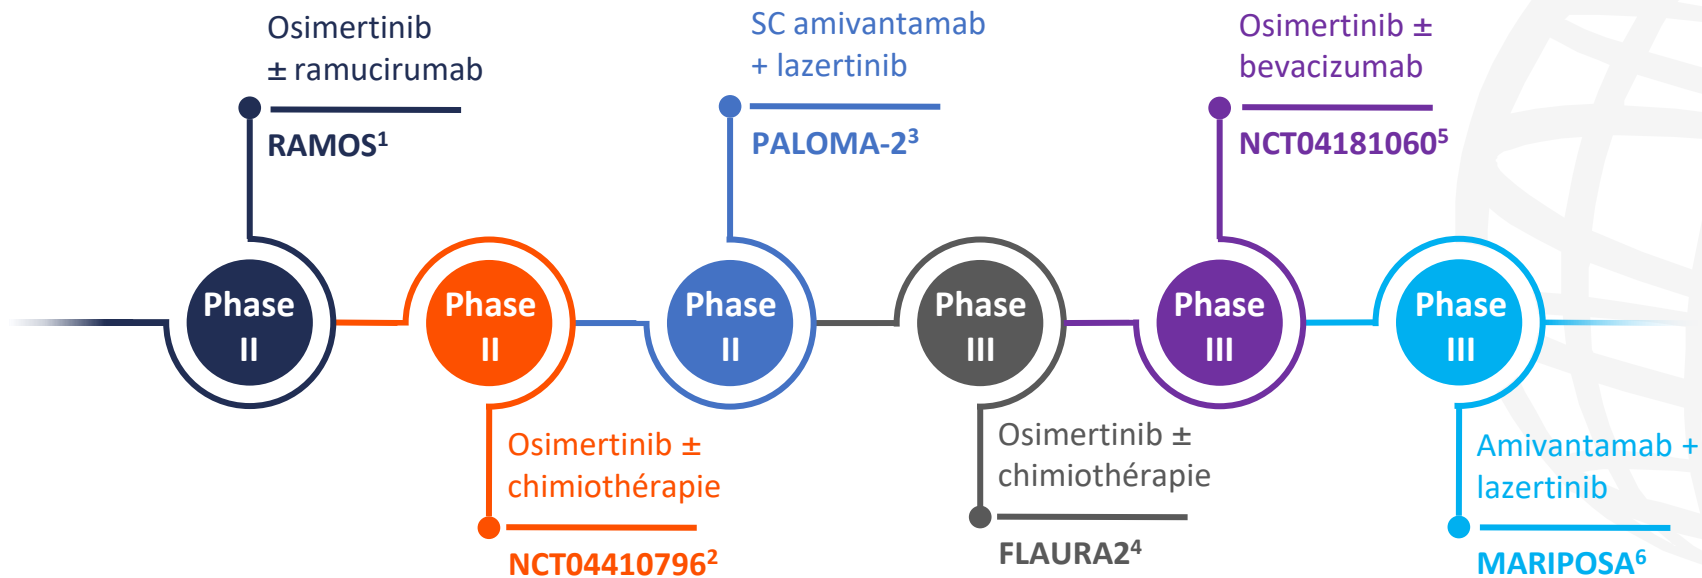 Osimertinib
± ramucirumab
RAMOS¹
SC amivantamab
+ lazertinib
PALOMA-2³
Osimertinib ±
bevacizumab
NCT04181060⁵
Phase
II
Phase
II
Phase
II
Phase
III
Phase
III
Phase
III
Osimertinib ±
chimiothérapie
NCT04410796²
Osimertinib ±
chimiothérapie
FLAURA2⁴
Amivantamab +
lazertinib
MARIPOSA⁶